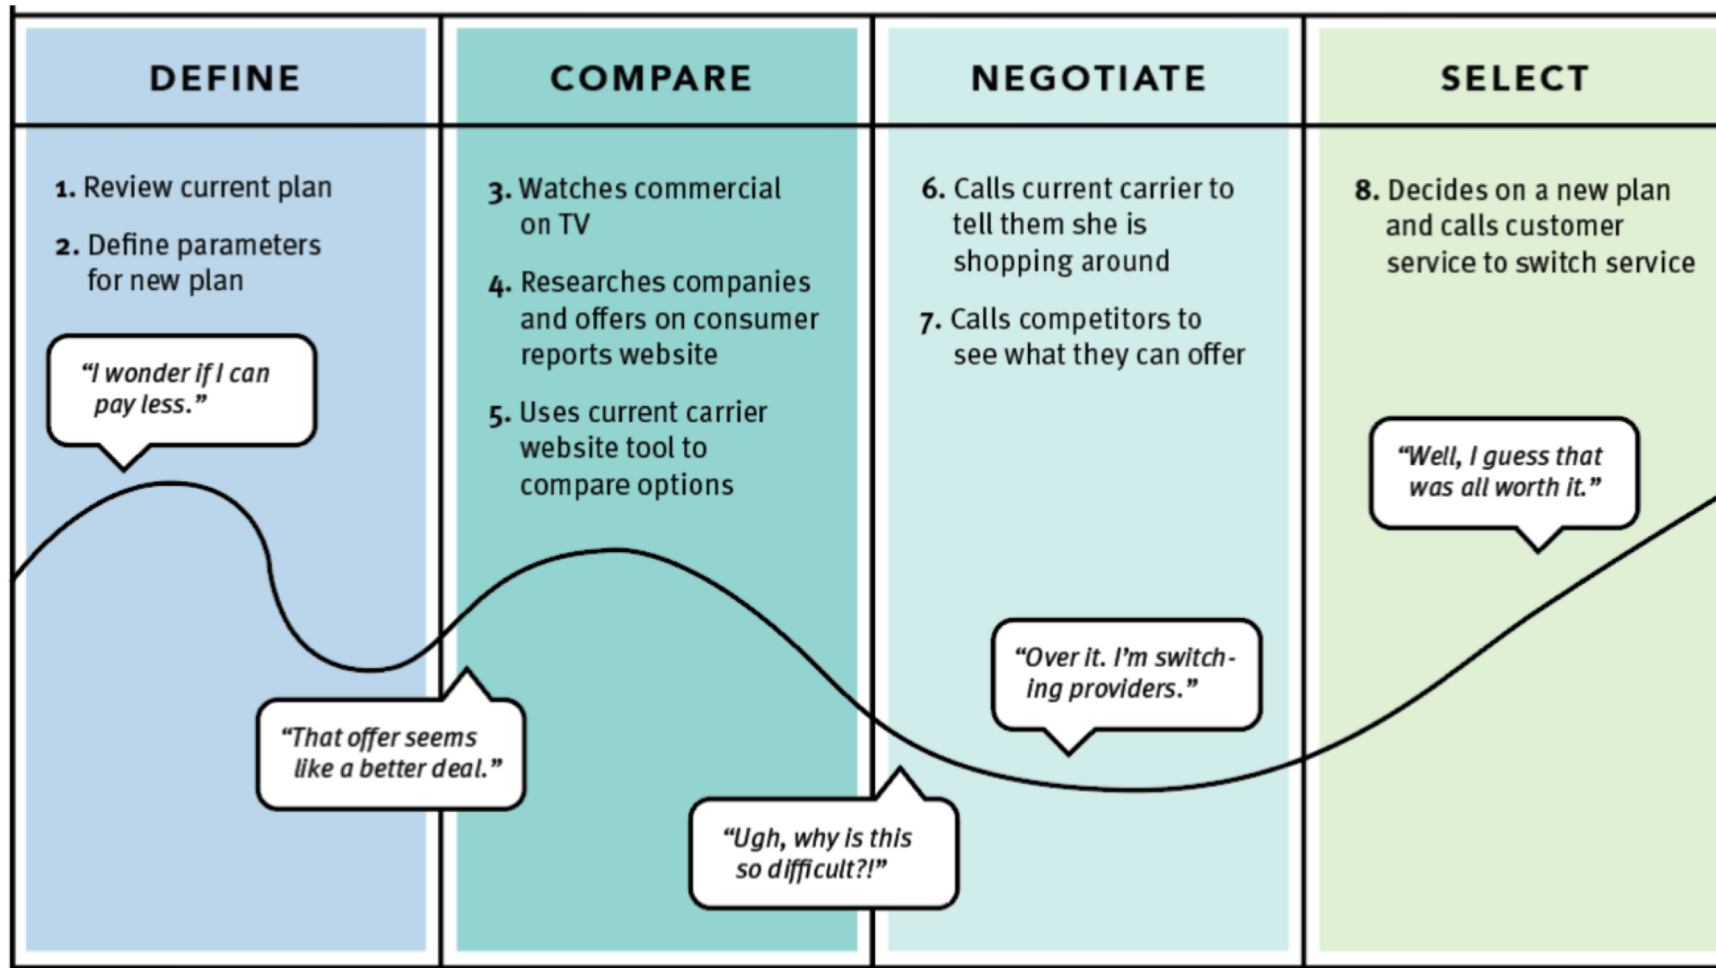 DEFINE
1. Review current plan
2. Define parameters
for new plan
“I wonder if I can
pay less.”
“That offer seems
like a better deal.”
COMPARE
3. Watches commercial
on TV
4. Researches companies
and offers on consumer
reports website
5. Uses current carrier
website tool to
compare options
“Ugh, why is this
so difficult?!”
NEGOTIATE
6. Calls current carrier to
tell them she is
shopping around
7. Calls competitors to
see what they can offer
“Over it. I’m switch-
ing providers.”
SELECT
8. Decides on a new plan
and calls customer
service to switch service
“Well, I guess that
was all worth it.”